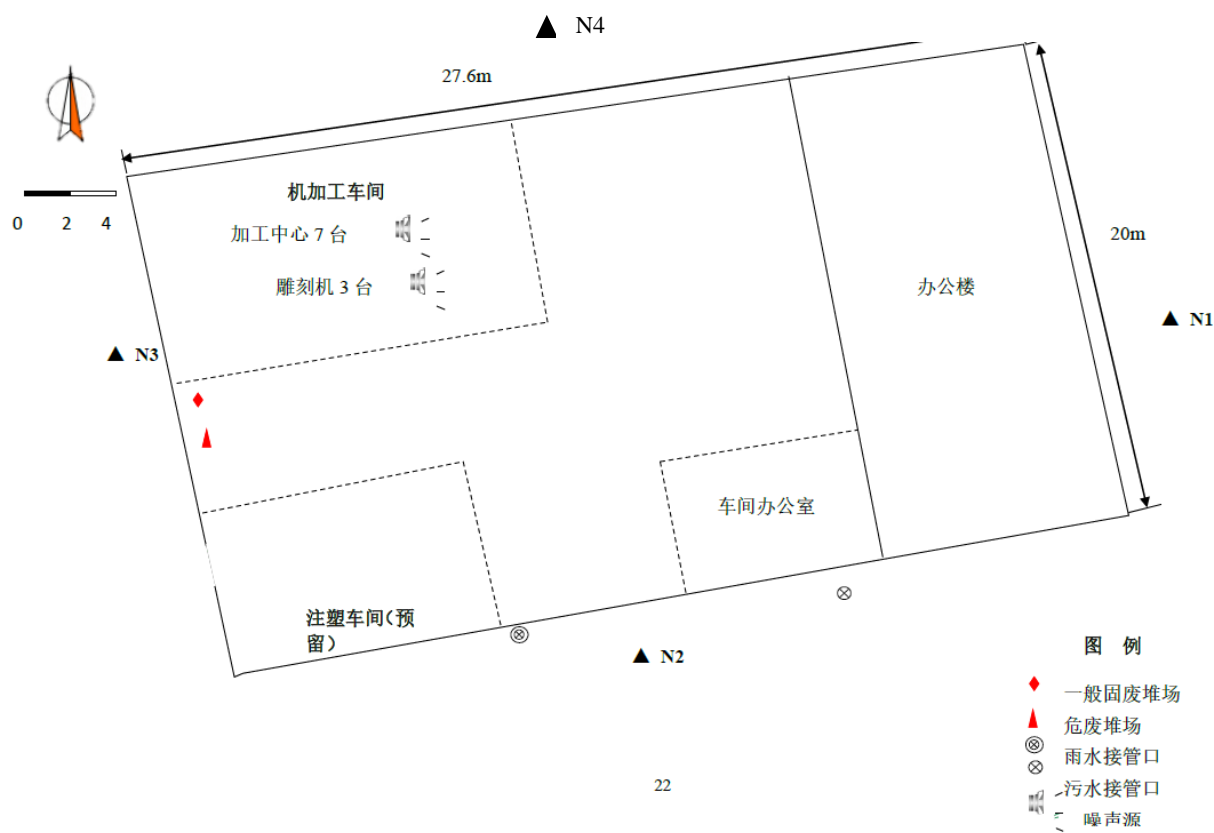 ▲ N4
27.6m
0 2 4
机加工车间
加工中心 7 台
雕刻机 3 台
20m
办公楼
▲ N1
▲ N3
车间办公室
注塑车间（预
留）
▲ N2
图 例
一般固废堆场
危废堆场
雨水接管口
污水接管口
噪声源
22